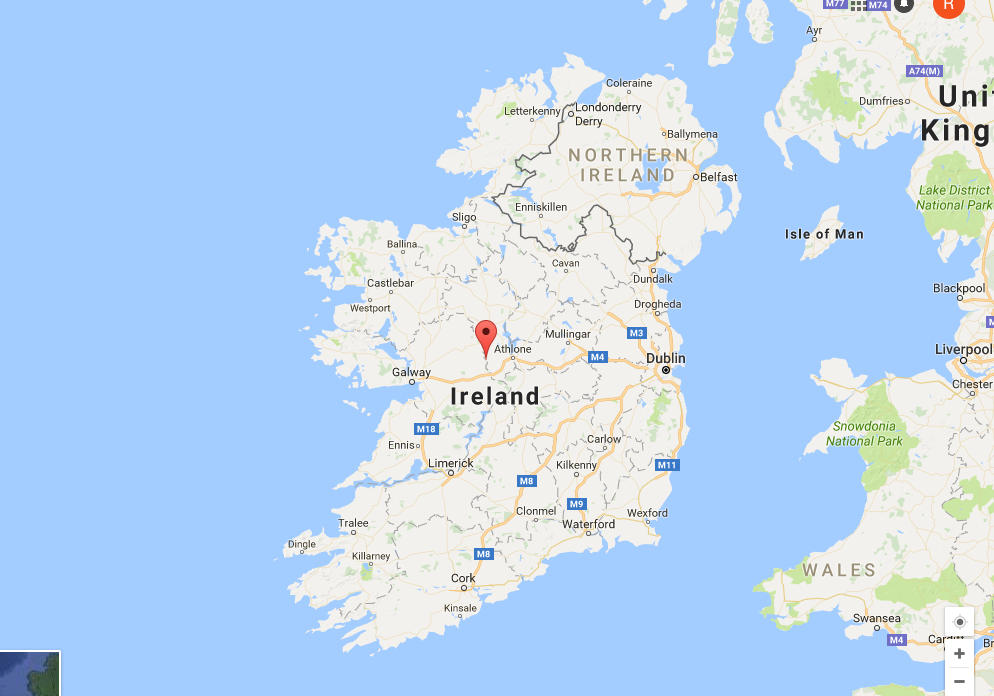 M77
M74
R
Ayr
A74(M)
Coleraine
Uni
King
Dumfries
Letterkenny
Londonderry
Derry
Ballymena
NORTHERN
IRELAND
Belfast
Lake District
National Park
Enniskillen
Sligo
Isle of Man
Ballina
Cavan
Dundalk
Castlebar
Blackpool
Westport
Drogheda
M3
Mullingar
Athlone
M4
Dublin
Liverpool
Galway
Chester
Ireland
M18
Snowdonia
National Park
Ennis
Carlow
Limerick
Kilkenny
M11
M8
M9
Clonmel
Wexford
Tralee
Waterford
Dingle
Killarney
M8
WALES
Cork
Kinsale
Swansea
M4
+
−